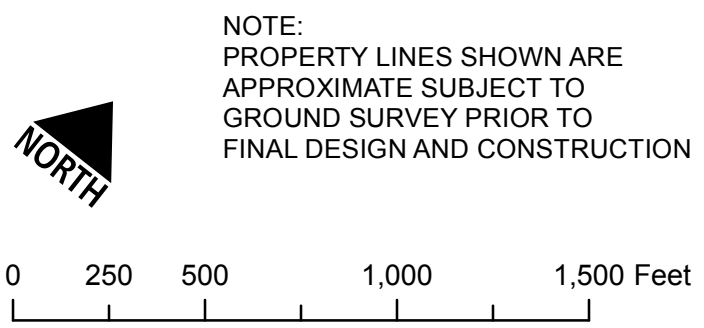 NOTE:
PROPERTY LINES SHOWN ARE
APPROXIMATE SUBJECT TO
GROUND SURVEY PRIOR TO
FINAL DESIGN AND CONSTRUCTION
NORTH
0 250 500 1,000 1,500 Feet